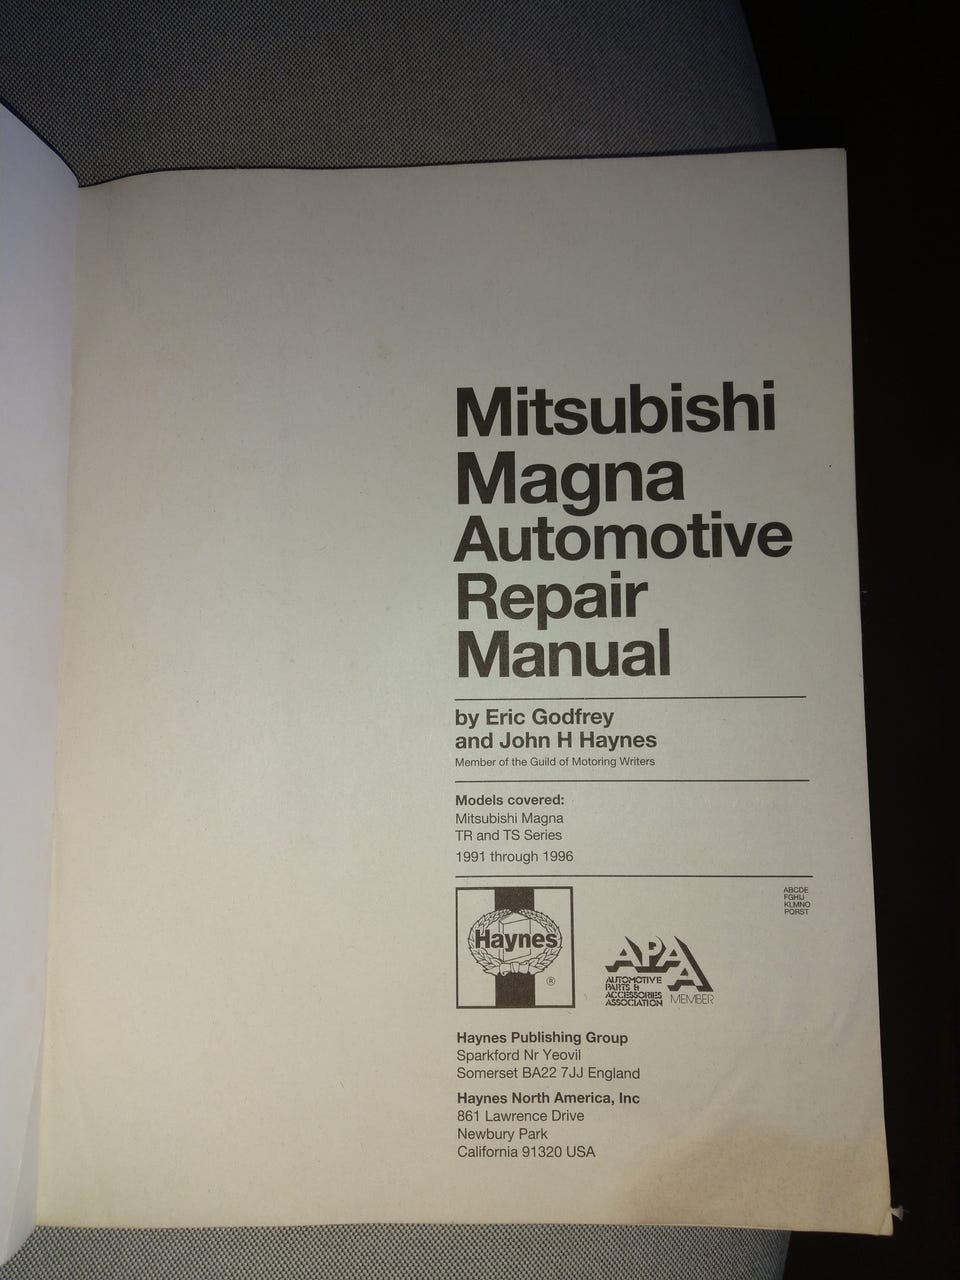 Mitsubishi
Magna
Automotive
Repair
Manual
by Eric Godfrey
and John H Haynes
Member of the Guild of Motoring Writers
Models covered:
Mitsubishi Magna
TR and TS Series
1991 through 1996
ABCDE
FGHIJ
KLMNO
PQRST
Haynes
®
APAA
AUTOMOTIVE
PARTS &
ACCESSORIES
ASSOCIATION
MEMBER
Haynes Publishing Group
Sparkford Nr Yeovil
Somerset BA22 7JJ England
Haynes North America, Inc
861 Lawrence Drive
Newbury Park
California 91320 USA